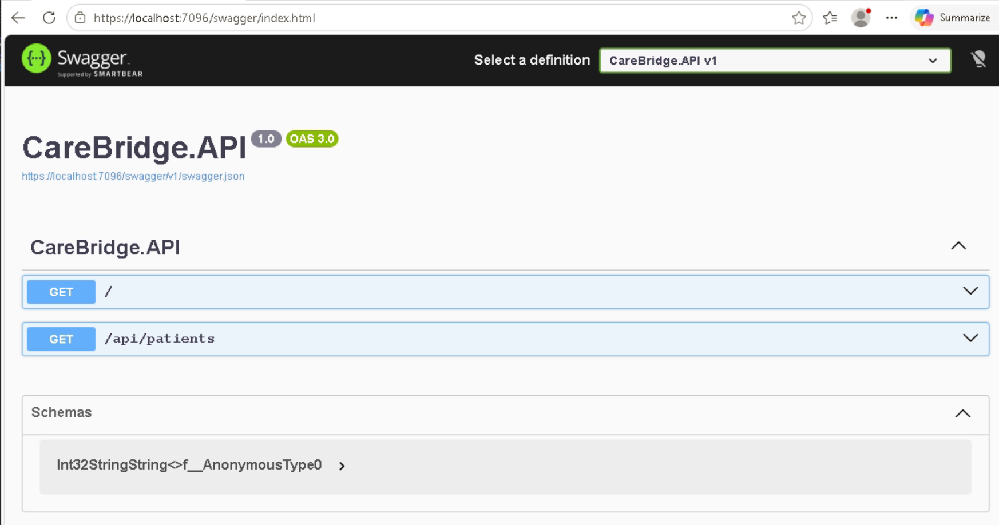 https://localhost:7096/swagger/index.html
Summarize
Swagger
Supported by SMARTBEAR
Select a definition
CareBridge.API v1
CareBridge.API 1.0 OAS 3.0
https://localhost:7096/swagger/v1/swagger.json
CareBridge.API
GET /
GET /api/patients
Schemas
Int32StringString<>f__AnonymousType0